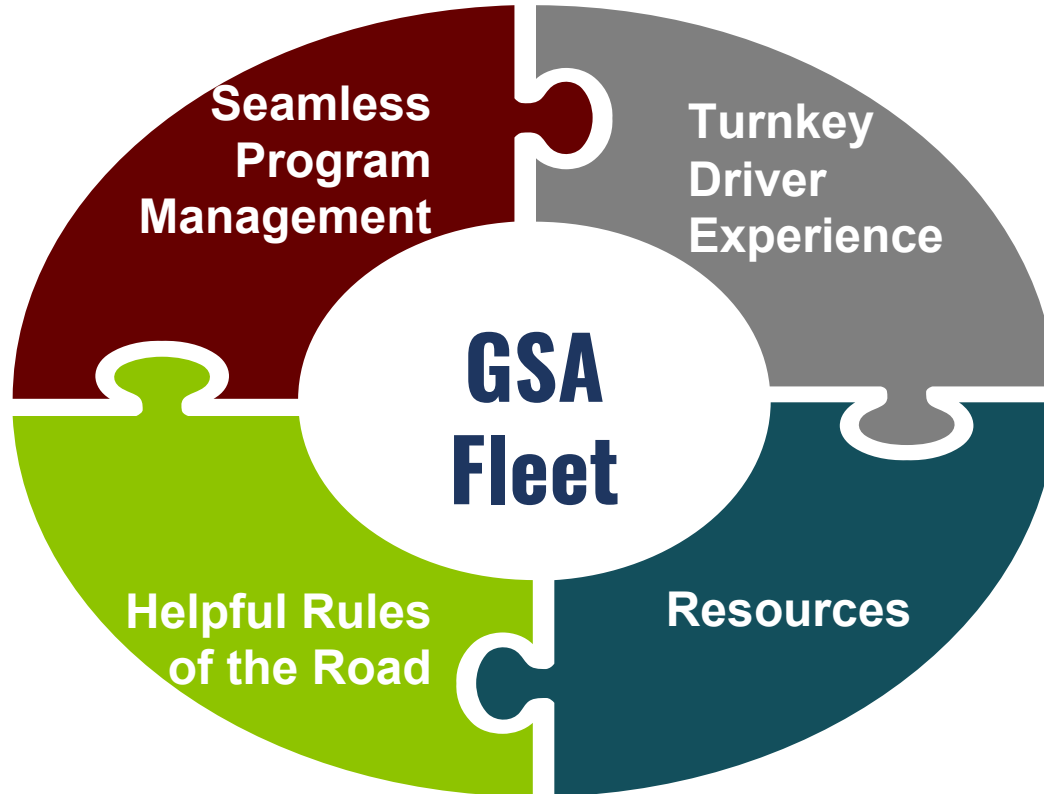 Seamless
Program
Management
Turnkey
Driver
Experience
GSA
Fleet
Helpful Rules
of the Road
Resources